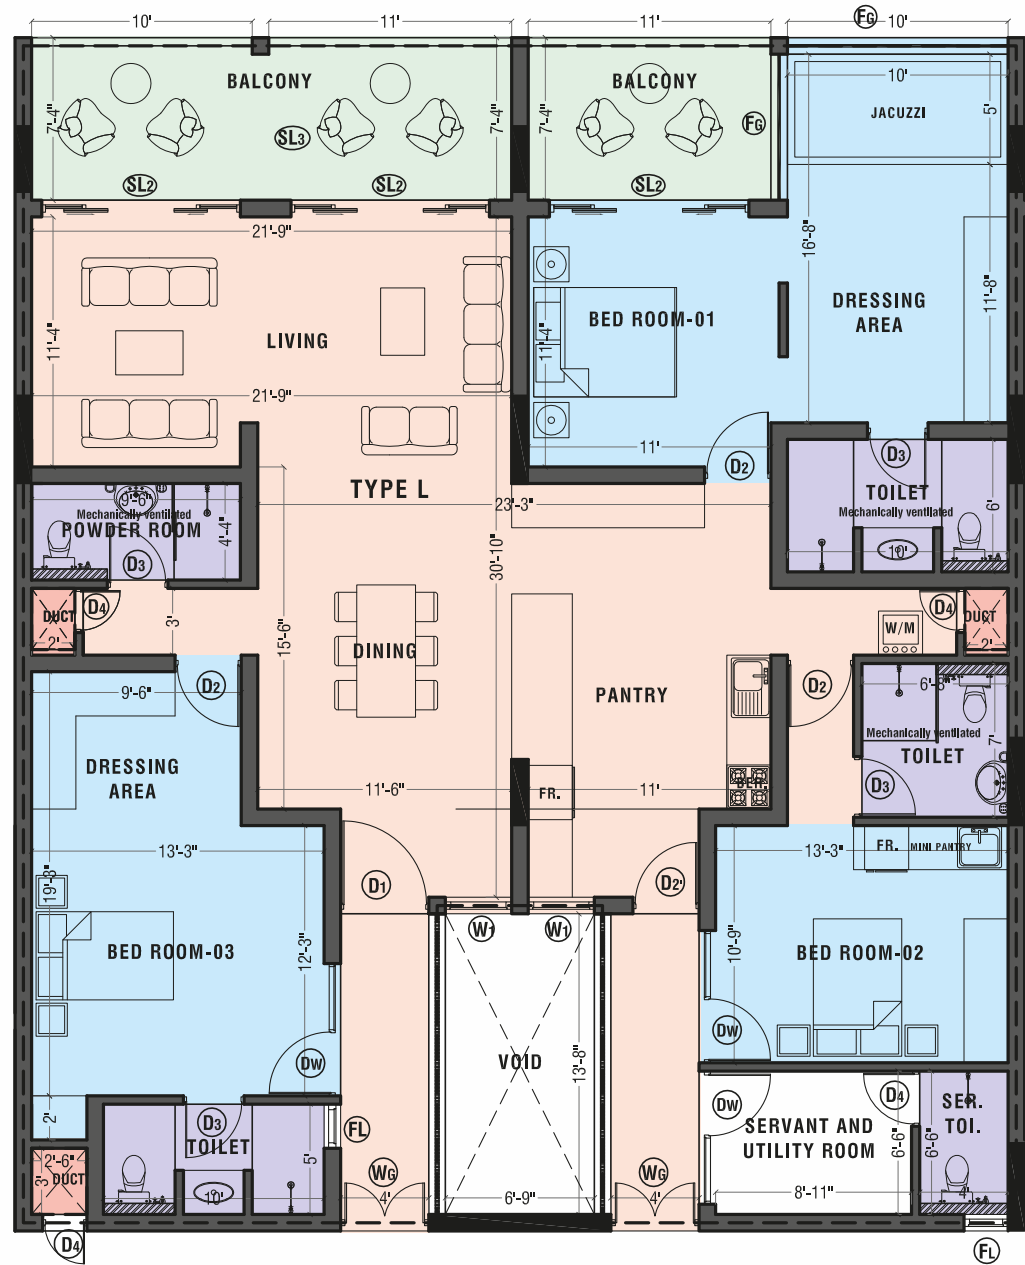 10' 11' 11' FG 10'
BALCONY BALCONY 10'
JACUZZI 5'
7'-4" SL3 7'-4" 7'-4" FG
SL2 SL2 SL2
21'-9"
16'-8"
11'-8"
LIVING
BED ROOM-01
DRESSING
AREA
11'-4" 11'-4"
21'-9"
11'
D2 D3
TYPE L
23'-3"
9'-6"
Mechanically ventilated
POWDER ROOM
4'-4"
D3
TOILET
Mechanically ventilated
6'
10'
30'-10"
DUCT D4 2'
3'
15'-6"
W/M
D4 DUCT 2'
DINING
9'-6" D2
PANTRY
D2
6'-8"
Mechanically ventilated
TOILET
7'
D3
DRESSING
AREA
11'-6" FR. 11'
13'-3"
13'-3" FR. MINI PANTRY
19'-3"
D1 D2'
W1 W1
BED ROOM-03
12'-3"
10'-9"
BED ROOM-02
DW
VOID
13'-8"
DW
2'
D3
TOILET
5'
10'
FL
DW
SERVANT AND
UTILITY ROOM
D4
6'-6"
6'-6"
SER.
TOI.
2'-6"
3' DUCT
WG 4'
6'-9"
WG 4'
8'-11"
4'
D4
FL